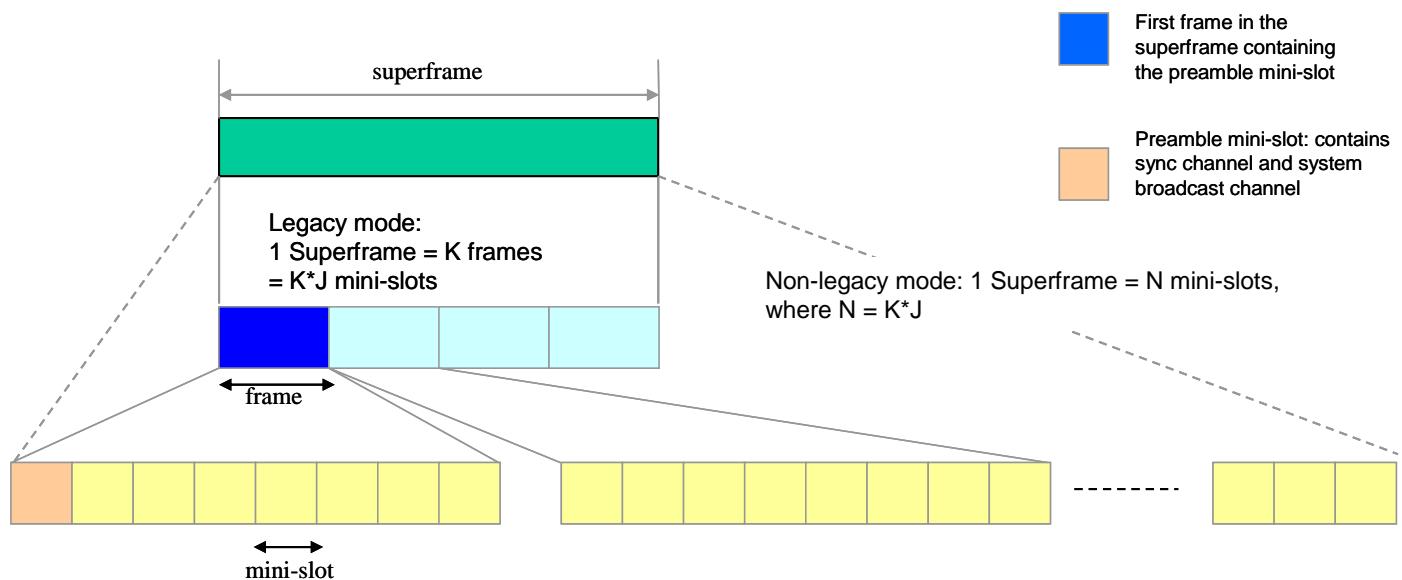 First frame in the
superframe containing
the preamble mini-slot
superframe
Preamble mini-slot: contains
sync channel and system
broadcast channel
Legacy mode:
1 Superframe = K frames
= K*J mini-slots
Non-legacy mode: 1 Superframe = N mini-slots,
where N = K*J
frame
mini-slot